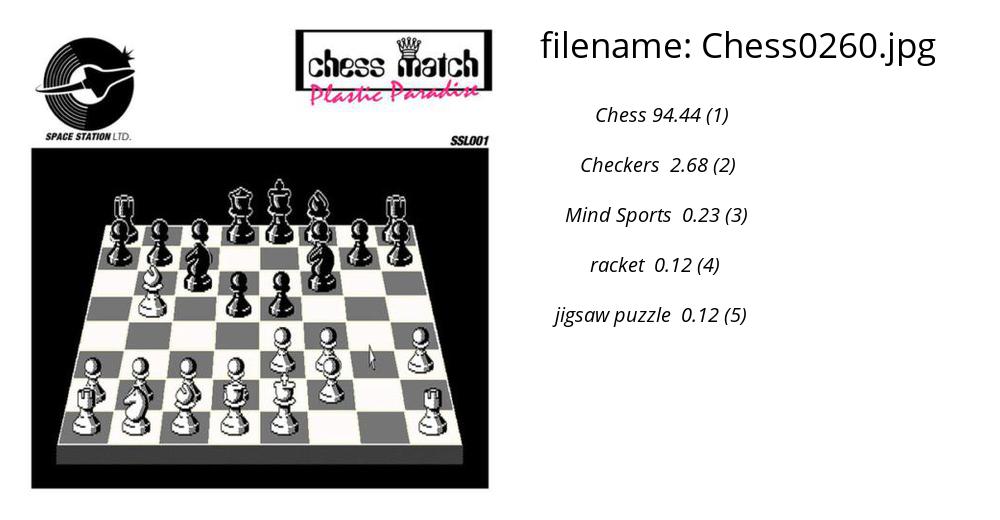 filename: Chess0260.jpg
chess match
Plastic Paradise
SPACE STATION LTD.
SSL001
Chess 94.44 (1)
Checkers 2.68 (2)
Mind Sports 0.23 (3)
racket 0.12 (4)
jigsaw puzzle 0.12 (5)